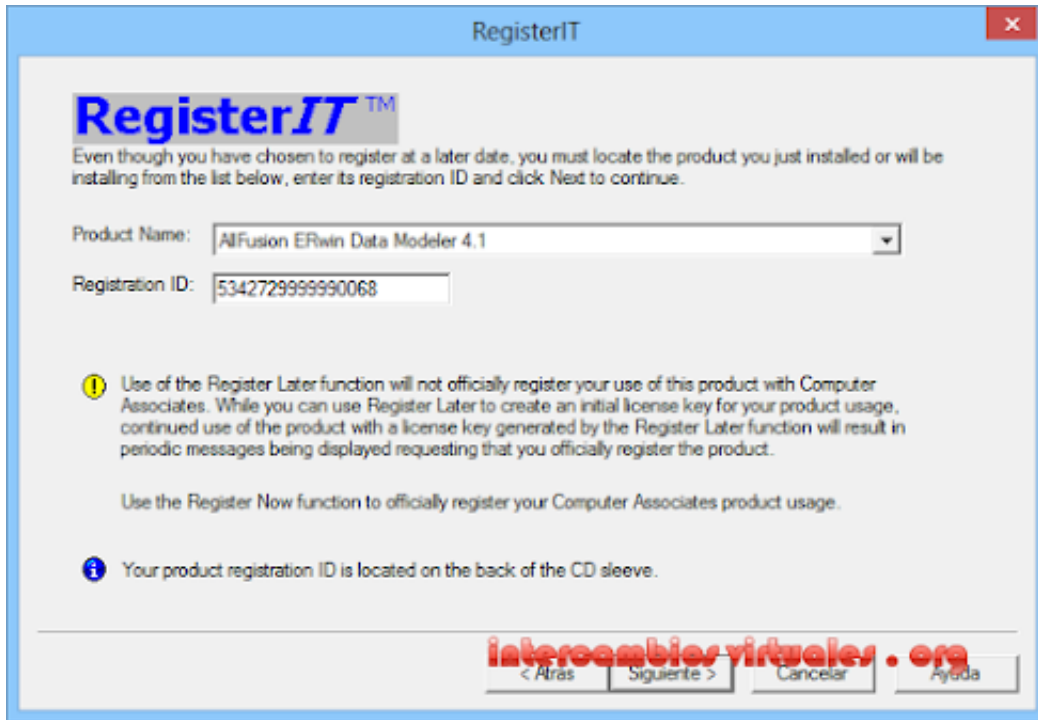 RegisterIT
x
RegisterIT™
Even though you have chosen to register at a later date, you must locate the product you just installed or will be
installing from the list below, enter its registration ID and click Next to continue.
Product Name: AllFusion ERwin Data Modeler 4.1
Registration ID: 5342729999990068
Use of the Register Later function will not officially register your use of this product with Computer
Associates. While you can use Register Later to create an initial license key for your product usage,
continued use of the product with a license key generated by the Register Later function will result in
periodic messages being displayed requesting that you officially register the product.
Use the Register Now function to officially register your Computer Associates product usage.
Your product registration ID is located on the back of the CD sleeve.
intercambios virtuales . org
< Atrás Siguiente > Cancelar Ayuda